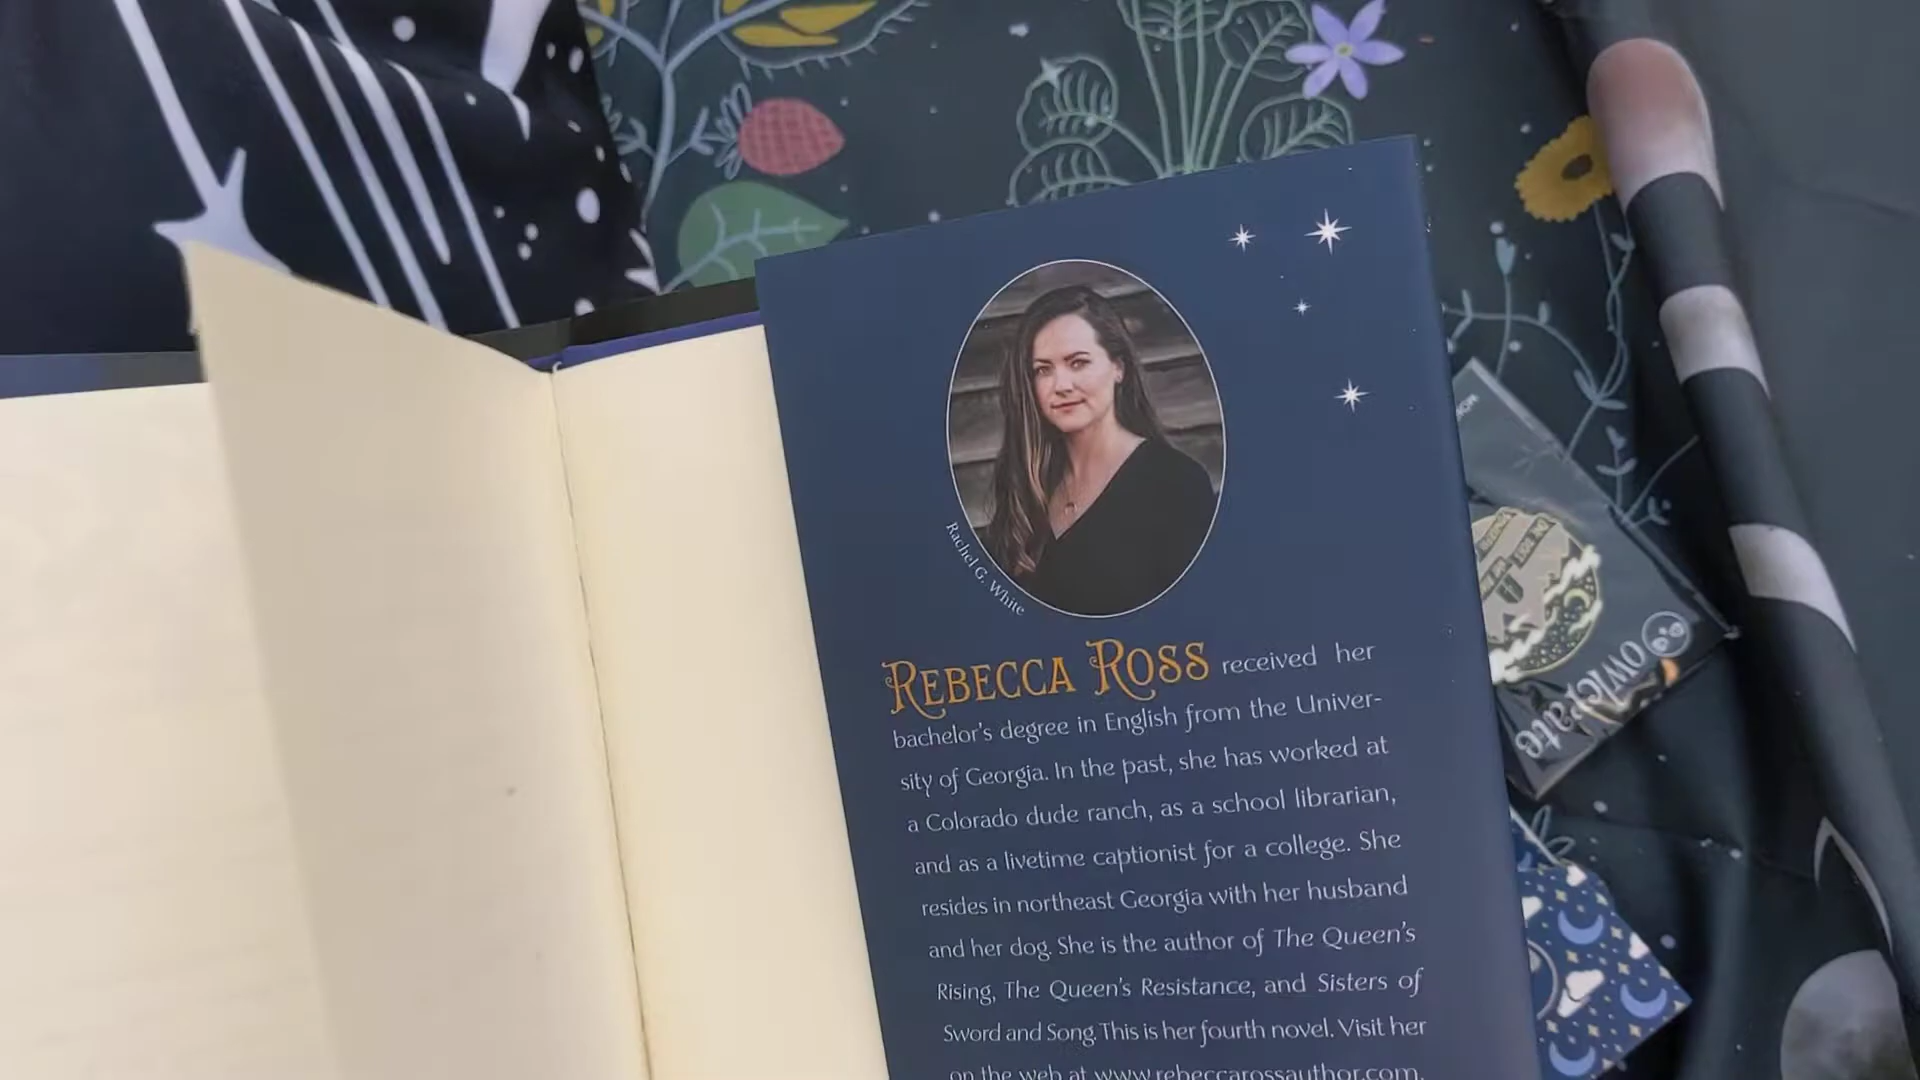 Rachel G. White
REBECCA ROSS received her
bachelor's degree in English from the Univer-
sity of Georgia. In the past, she has worked at
a Colorado dude ranch, as a school librarian,
and as a livetime captionist for a college. She
resides in northeast Georgia with her husband
and her dog. She is the author of The Queen's
Rising, The Queen's Resistance, and Sisters of
Sword and Song. This is her fourth novel. Visit her
on the web at www.rebeccarossauthor.com.
owlcrate